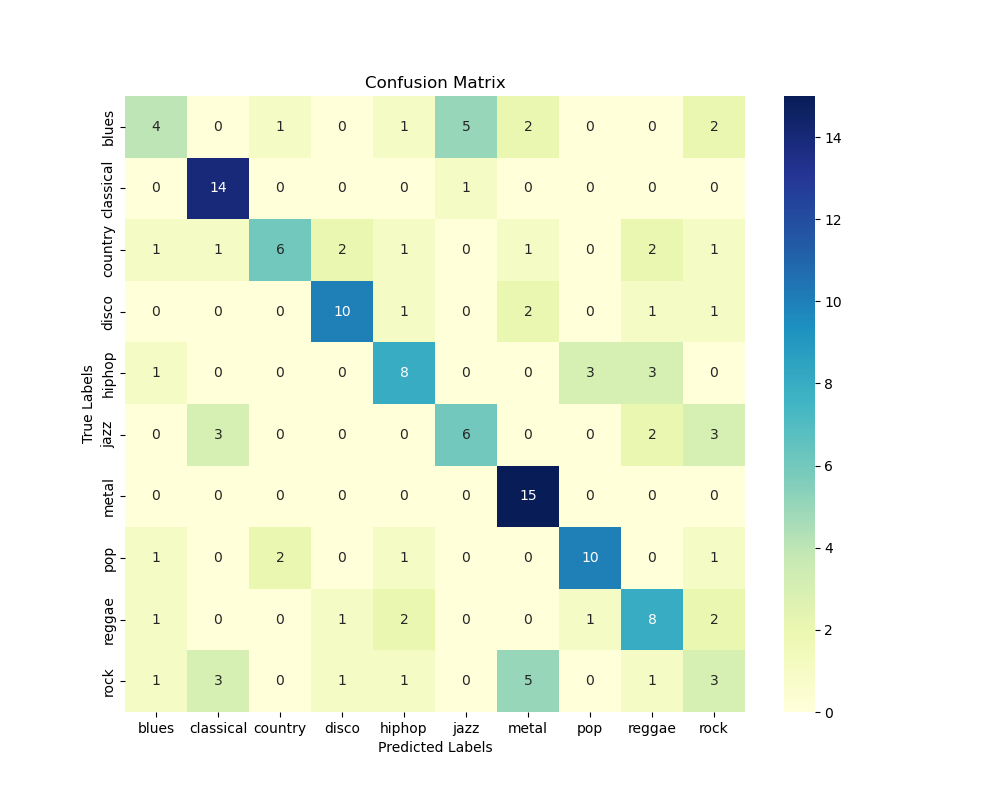 Confusion Matrix
blues 4 0 1 0 1 5 2 0 0 2
classical 0 14 0 0 0 1 0 0 0 0
country 1 1 6 2 1 0 1 0 2 1
disco 0 0 0 10 1 2 0 1 1
hiphop 1 0 0 0 8 0 0 3 3 0
jazz 0 3 0 0 0 6 0 0 2 3
metal 0 0 0 0 0 0 15 0 0 0
pop 1 0 2 0 1 0 0 10 0 1
reggae 1 0 0 1 2 0 0 1 8 2
rock 1 3 0 1 1 0 5 0 1 3
True Labels
blues classical country disco hiphop jazz metal pop reggae rock
Predicted Labels
14
12
10
8
6
4
2
0